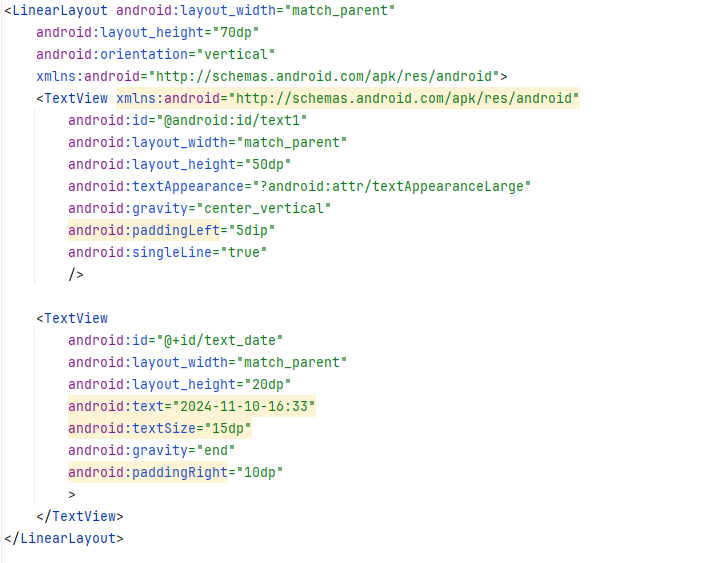 <LinearLayout android:layout_width="match_parent"
    android:layout_height="70dp"
    android:orientation="vertical"
    xmlns:android="http://schemas.android.com/apk/res/android">
    <TextView xmlns:android="http://schemas.android.com/apk/res/android"
        android:id="@android:id/text1"
        android:layout_width="match_parent"
        android:layout_height="50dp"
        android:textAppearance="?android:attr/textAppearanceLarge"
        android:gravity="center_vertical"
        android:paddingLeft="5dip"
        android:singleLine="true"
        />

    <TextView
        android:id="@+id/text_date"
        android:layout_width="match_parent"
        android:layout_height="20dp"
        android:text="2024-11-10-16:33"
        android:textSize="15dp"
        android:gravity="end"
        android:paddingRight="10dp"
        >
    </TextView>
</LinearLayout>